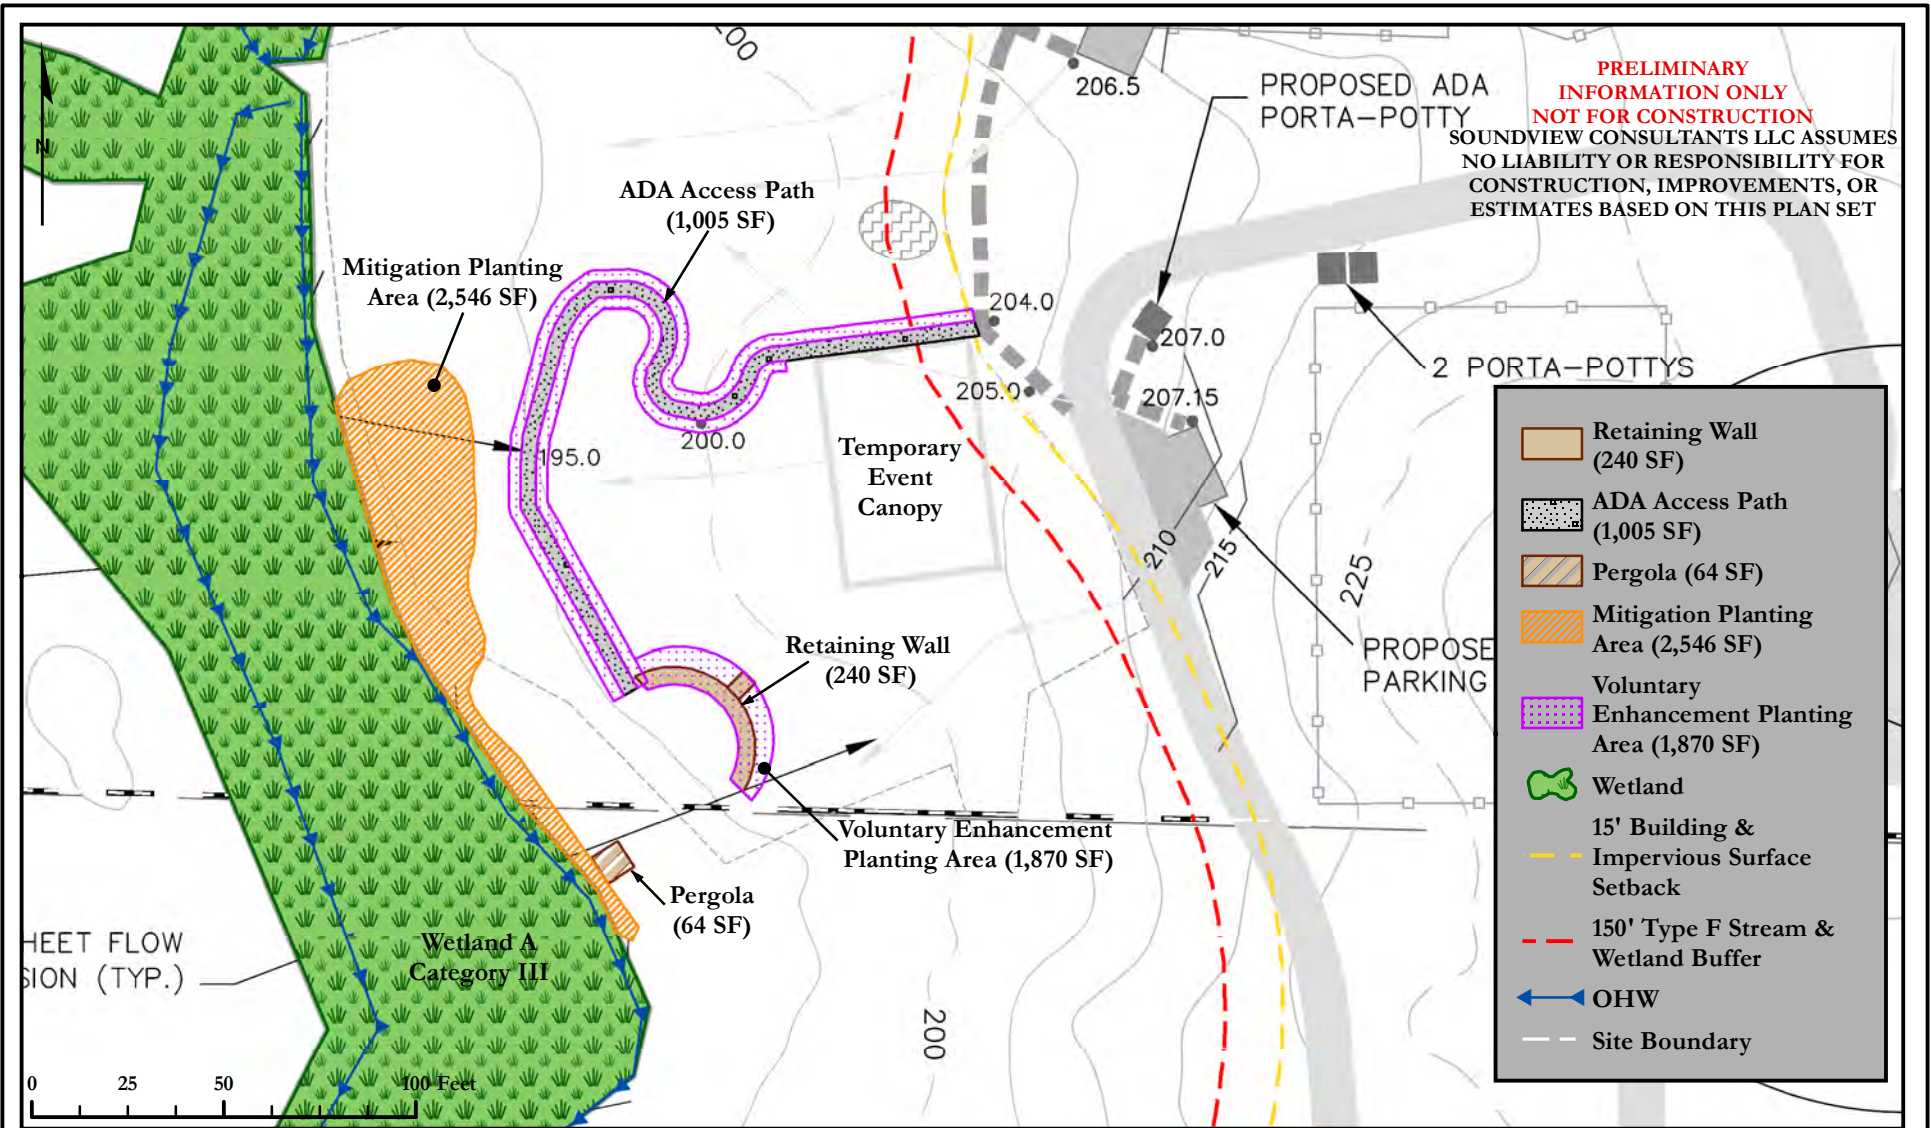 PRELIMINARY
INFORMATION ONLY
NOT FOR CONSTRUCTION
SOUNDVIEW CONSULTANTS LLC ASSUMES
NO LIABILITY OR RESPONSIBILITY FOR
CONSTRUCTION, IMPROVEMENTS, OR
ESTIMATES BASED ON THIS PLAN SET
N
200
206.5
PROPOSED ADA
PORTA-POTTY
ADA Access Path
(1,005 SF)
Mitigation Planting
Area (2,546 SF)
204.0
207.0
2 PORTA-POTTYS
205.0
207.15
200.0
195.0
Temporary
Event
Canopy
210
215
225
PROPOSE
PARKING
Retaining Wall
(240 SF)
Voluntary Enhancement
Planting Area (1,870 SF)
Pergola
(64 SF)
HEET FLOW
SION (TYP.)
Wetland A
Category III
200
0 25 50 100 Feet
Retaining Wall
(240 SF)
ADA Access Path
(1,005 SF)
Pergola (64 SF)
Mitigation Planting
Area (2,546 SF)
Voluntary
Enhancement Planting
Area (1,870 SF)
Wetland
15' Building &
Impervious Surface
Setback
150' Type F Stream &
Wetland Buffer
OHW
Site Boundary